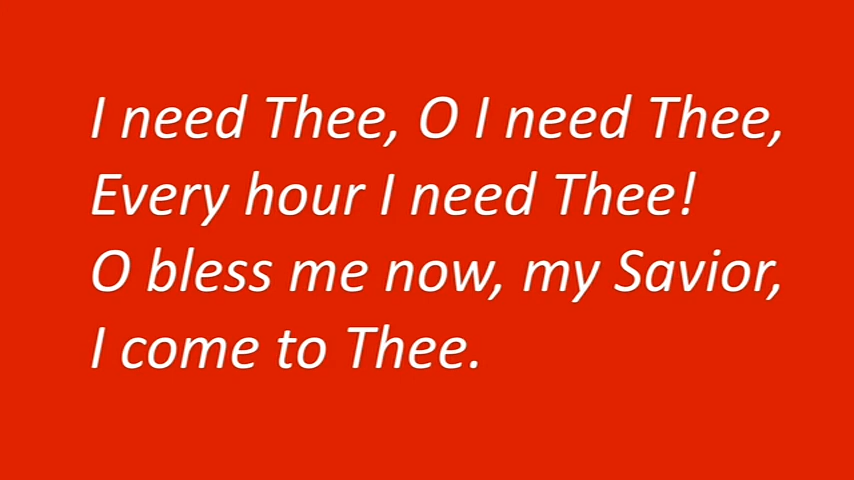 I need Thee, O I need Thee,
Every hour I need Thee!
O bless me now, my Savior,
I come to Thee.